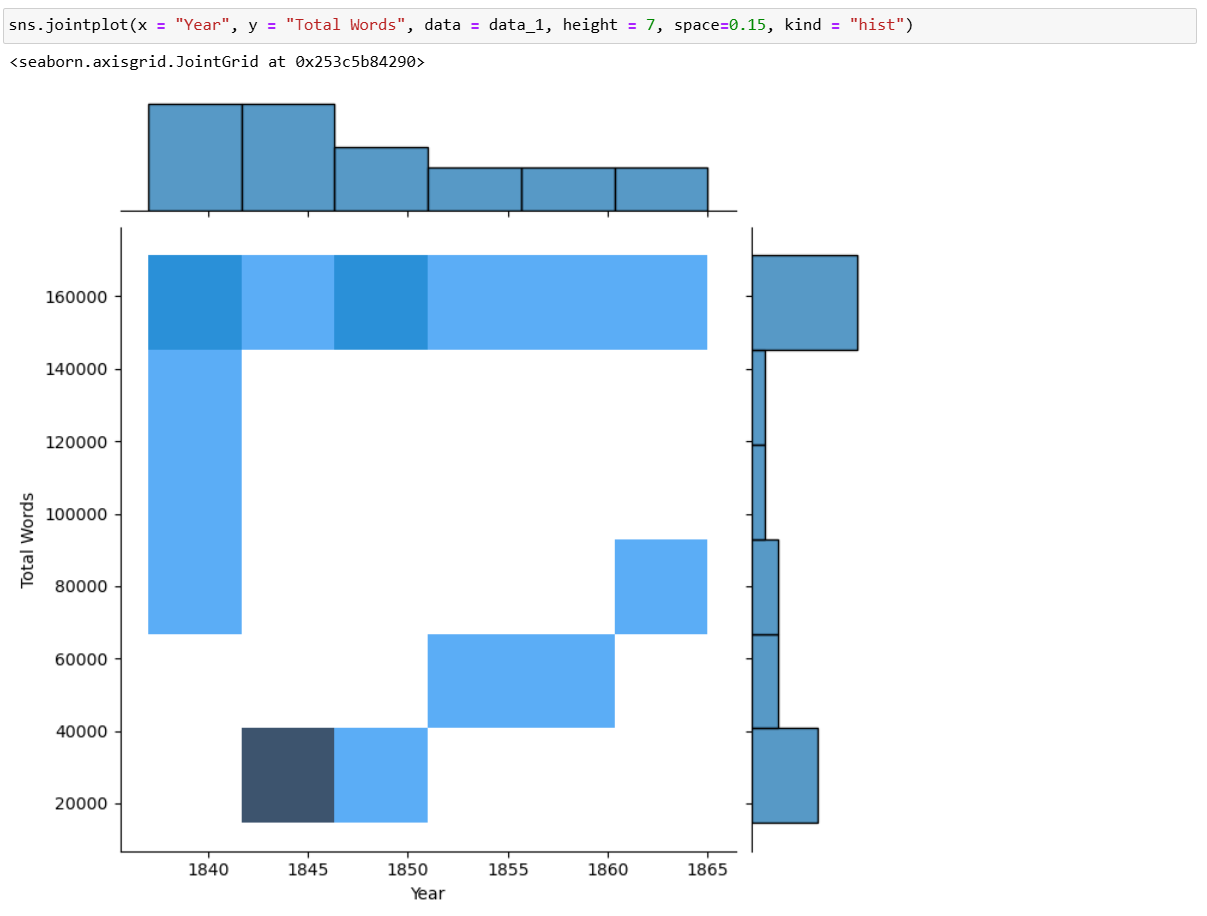 sns.jointplot(x = "Year", y = "Total Words", data = data_1, height = 7, space=0.15, kind = "hist")
<seaborn.axisgrid.JointGrid at 0x253c5b84290>
160000
140000
120000
100000
80000
60000
40000
20000
Total Words
1840 1845 1850 1855 1860 1865
Year